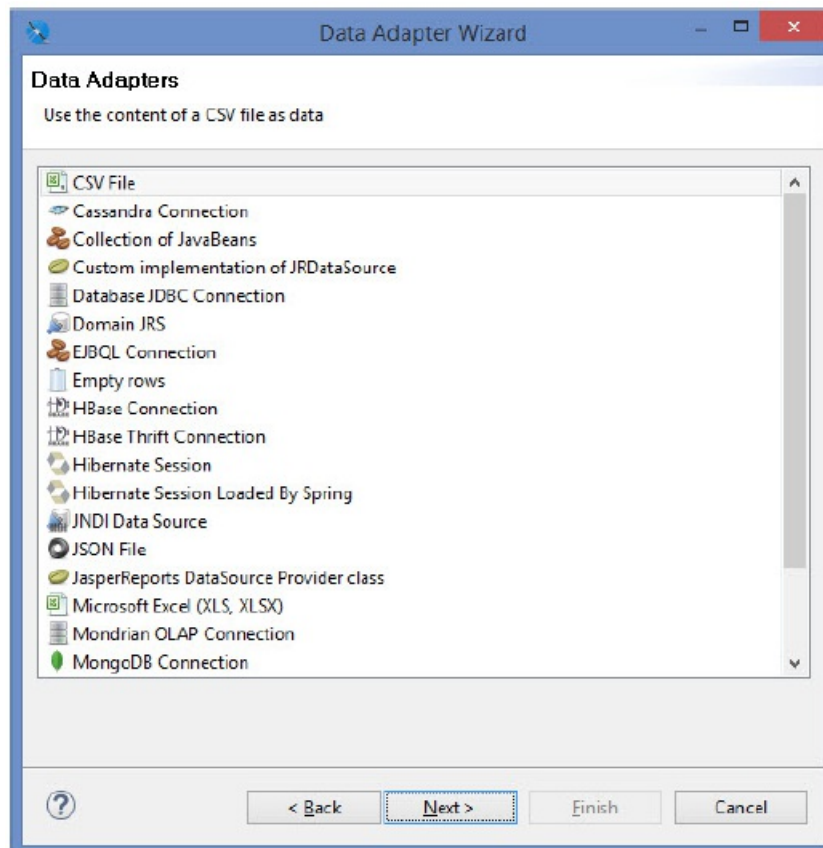 Data Adapter Wizard
Data Adapters
Use the content of a CSV file as data
CSV File
Cassandra Connection
Collection of JavaBeans
Custom implementation of JRDataSource
Database JDBC Connection
Domain JRS
EJBQL Connection
Empty rows
HBase Connection
HBase Thrift Connection
Hibernate Session
Hibernate Session Loaded By Spring
JNDI Data Source
JSON File
JasperReports DataSource Provider class
Microsoft Excel (XLS, XLSX)
Mondrian OLAP Connection
MongoDB Connection
< Back Next > Finish Cancel